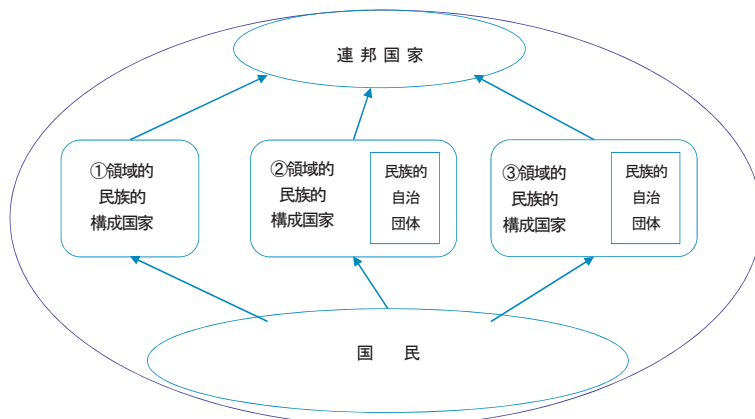 連邦国家
①領域的
民族的
構成国家
②領域的
民族的
構成国家
民族的
自治
団体
③領域的
民族的
構成国家
民族的
自治
団体
国　民